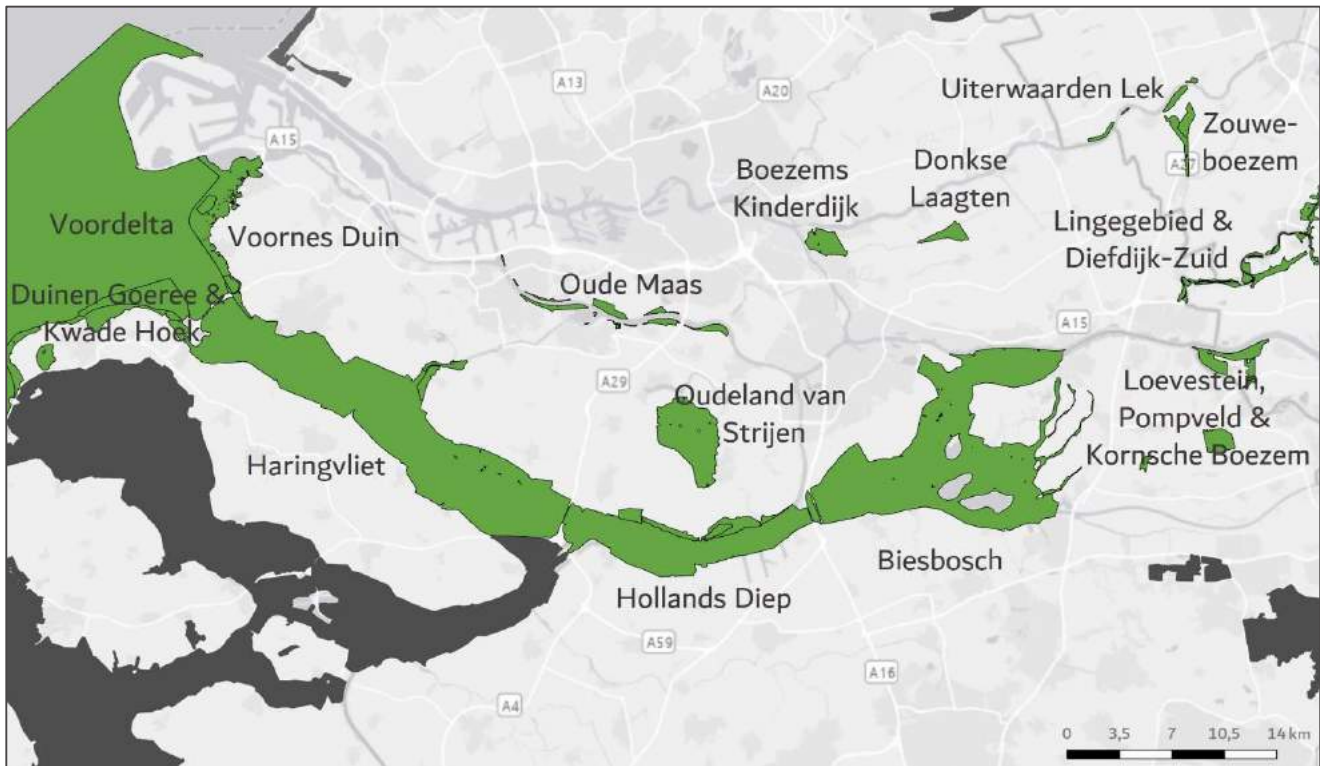 A13
A20
Uiterwaarden Lek
A15
Zouwe-
boezem
A27
Boezems
Kinderdijk
Donkse
Laagten
Voordelta
Voornes Duin
Lingegebied &
Diefdijk-Zuid
Oude Maas
Duinen Goeree &
Kwade Hoek
A15
A29
Oudeland van
Strijen
Loevestein,
Pompveld &
Kornsche Boezem
Haringvliet
Biesbosch
Hollands Diep
A59
A16
A4
0 3,5 7 10,5 14 km